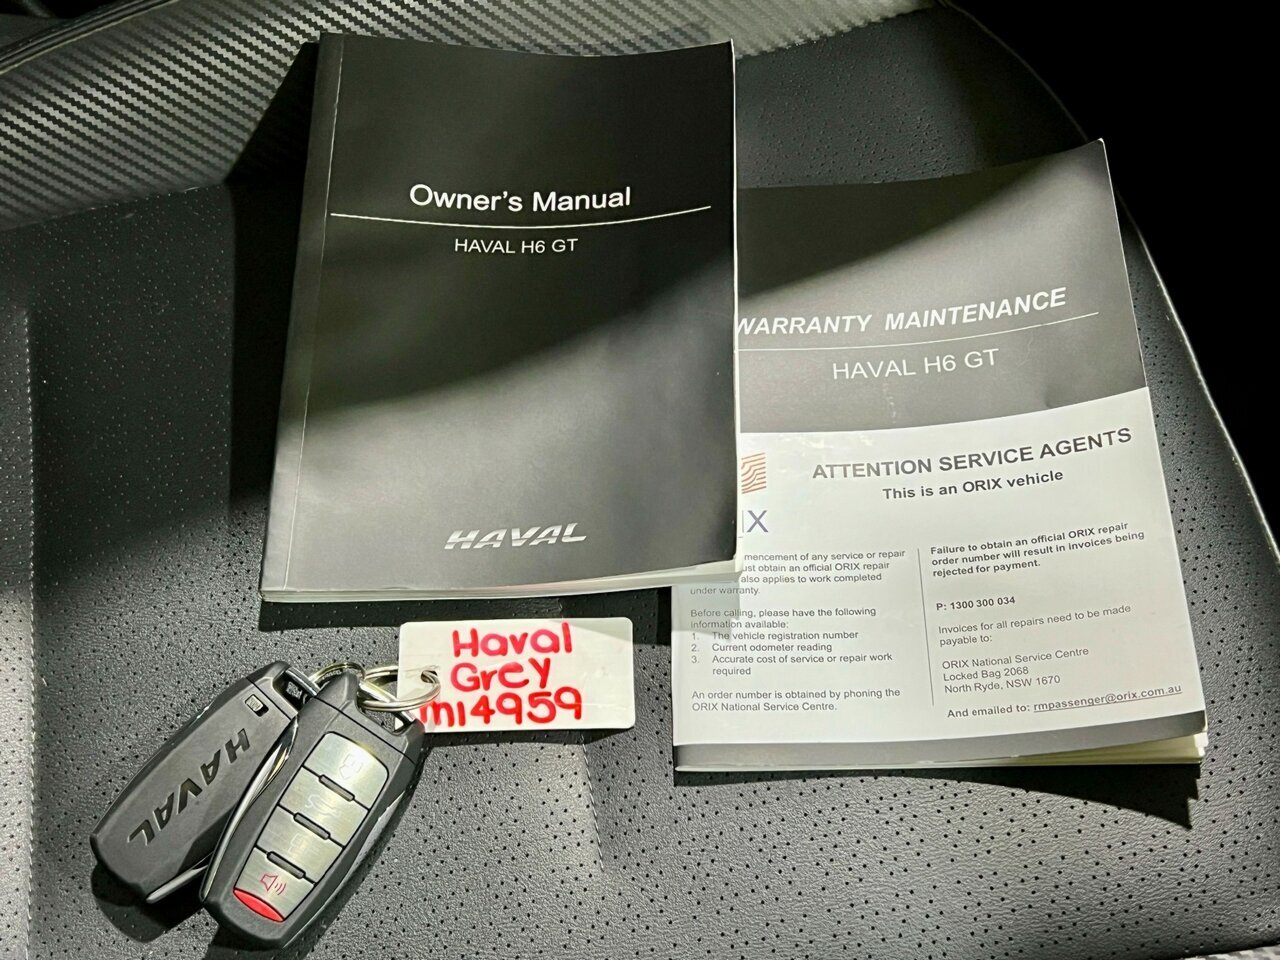 Owner's Manual
HAVAL H6 GT
HAVAL
WARRANTY MAINTENANCE
HAVAL H6 GT
ATTENTION SERVICE AGENTS
This is an ORIX vehicle
IX
mencement of any service or repair
ust obtain an official ORIX repair
also applies to work completed
under warranty.
Before calling, please have the following
information available:
1. The vehicle registration number
2. Current odometer reading
3. Accurate cost of service or repair work
required
An order number is obtained by phoning the
ORIX National Service Centre.
Failure to obtain an official ORIX repair
order number will result in invoices being
rejected for payment.
P: 1300 300 034
Invoices for all repairs need to be made
payable to:
ORIX National Service Centre
Locked Bag 2068
North Ryde, NSW 1670
And emailed to: rmpassenger@orix.com.au
Haval
Grey
m14959
HAVAL